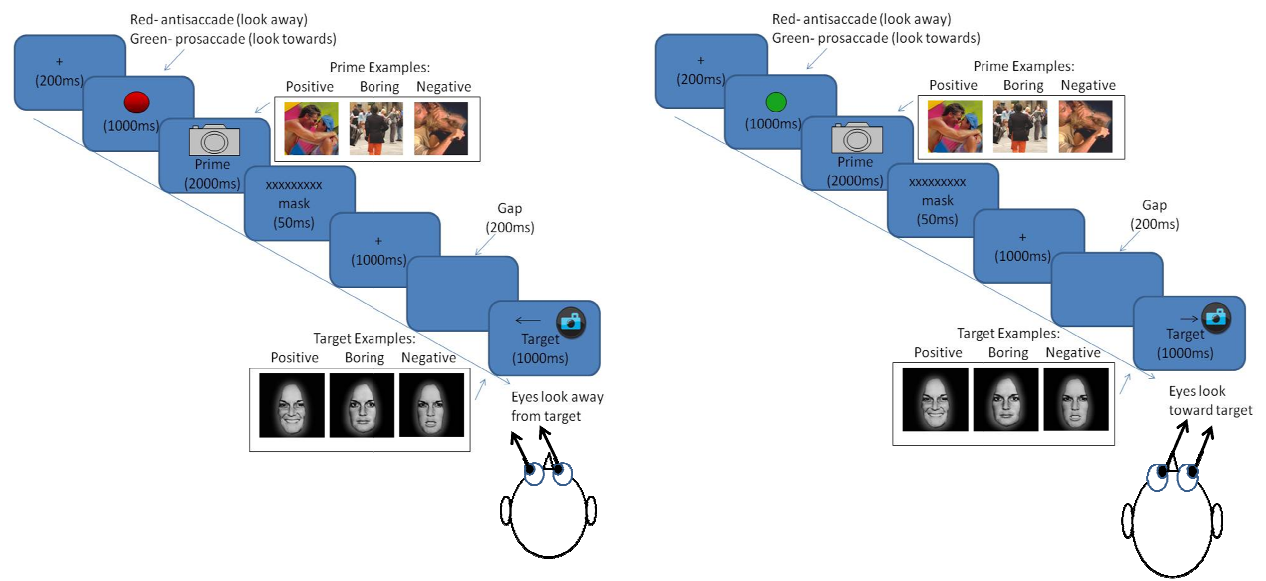 Red- antisaccade (look away)
Green- prosaccade (look towards)
+
(200ms)
(1000ms)
Prime Examples:
Positive Boring Negative
Prime
(2000ms)
xxxxxxxxx
mask
(50ms)
+
(1000ms)
Gap
(200ms)
Target
(1000ms)
Target Examples:
Positive Boring Negative
Eyes look away
from target
Red- antisaccade (look away)
Green- prosaccade (look towards)
+
(200ms)
(1000ms)
Prime Examples:
Positive Boring Negative
Prime
(2000ms)
xxxxxxxxx
mask
(50ms)
+
(1000ms)
Gap
(200ms)
Target
(1000ms)
Target Examples:
Positive Boring Negative
Eyes look
toward target